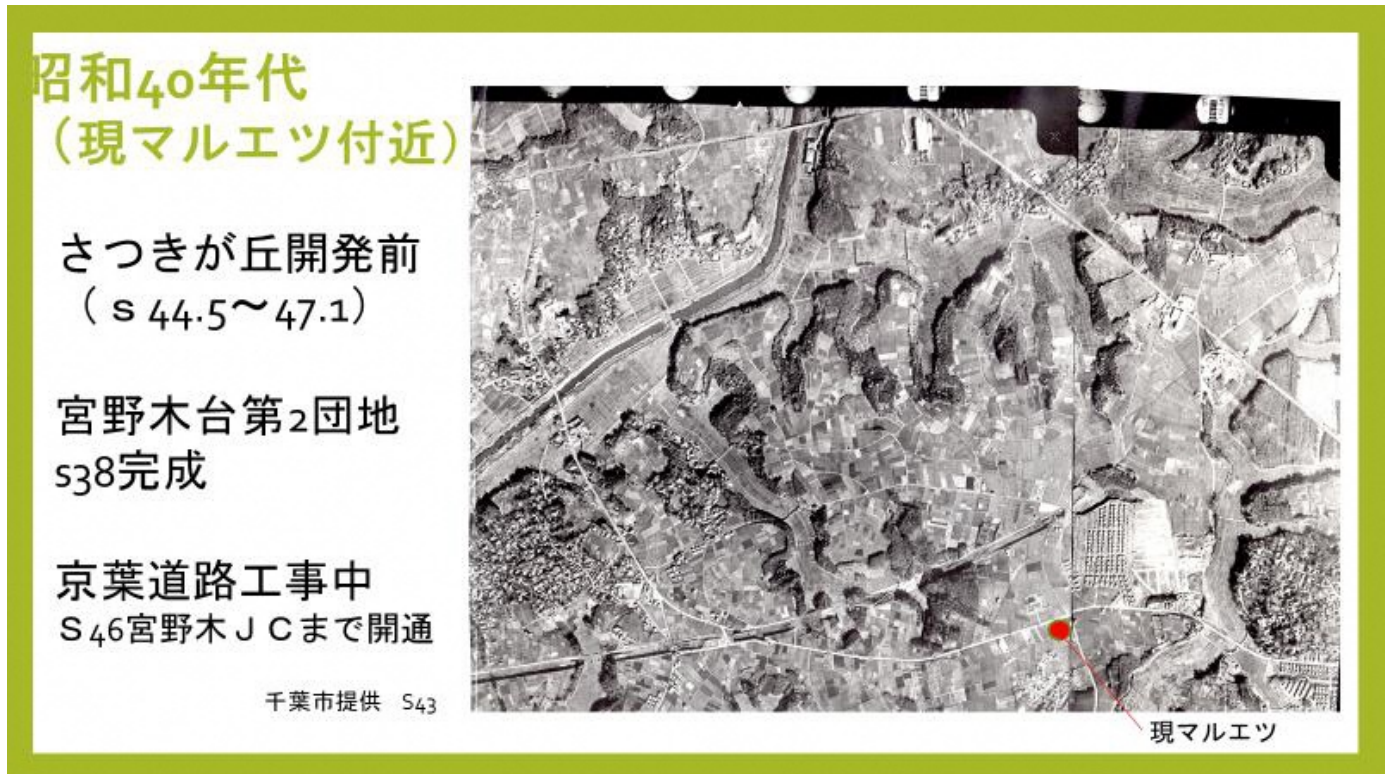 昭和40年代
（現マルエツ付近）
さつきが丘開発前
（ｓ44.5～47.1）
宮野木台第2団地
s38完成
京葉道路工事中
Ｓ46宮野木ＪＣまで開通
千葉市提供　S43
現マルエツ